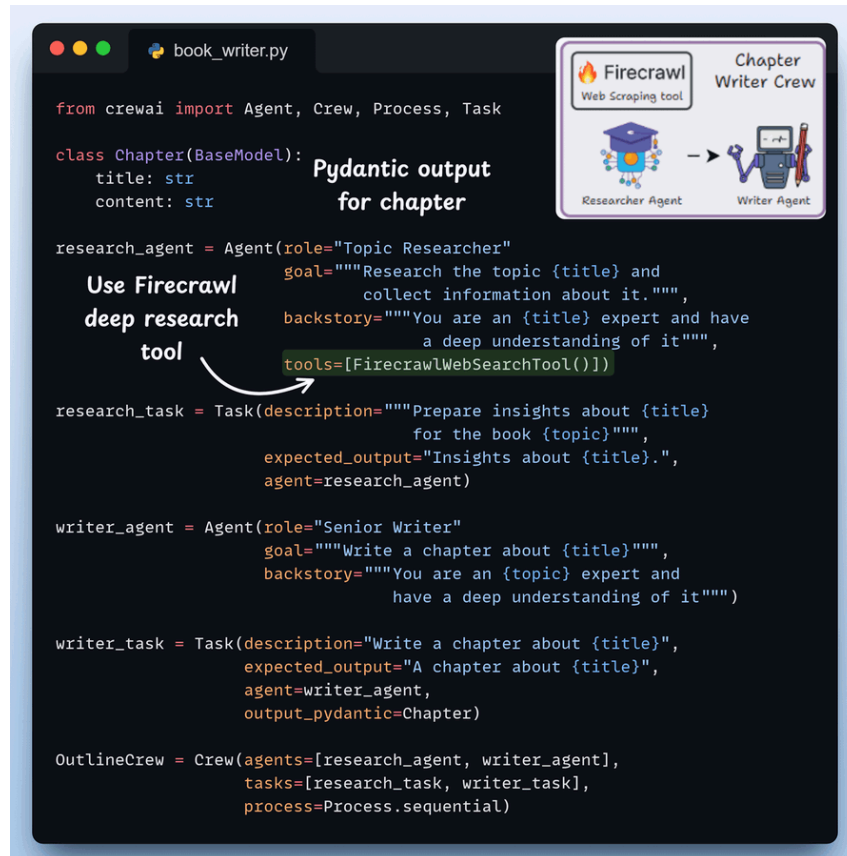 book_writer.py
Firecrawl
Web Scraping tool
Chapter
Writer Crew
Researcher Agent
Writer Agent
from crewai import Agent, Crew, Process, Task
class Chapter(BaseModel):
    title: str
    content: str
Pydantic output
for chapter
research_agent = Agent(role="Topic Researcher"
                       goal="""Research the topic {title} and
                               collect information about it.""",
                       backstory="""You are an {title} expert and have
                                     a deep understanding of it""",
                       tools=[FirecrawlWebSearchTool()])
Use Firecrawl
deep research
tool
research_task = Task(description="""Prepare insights about {title}
                                    for the book {topic}""",
                     expected_output="Insights about {title}.",
                     agent=research_agent)
writer_agent = Agent(role="Senior Writer"
                     goal="""Write a chapter about {title}""",
                     backstory="""You are an {topic} expert and
                                  have a deep understanding of it""")
writer_task = Task(description="Write a chapter about {title}",
                   expected_output="A chapter about {title}",
                   agent=writer_agent,
                   output_pydantic=Chapter)
OutlineCrew = Crew(agents=[research_agent, writer_agent],
                   tasks=[research_task, writer_task],
                   process=Process.sequential)